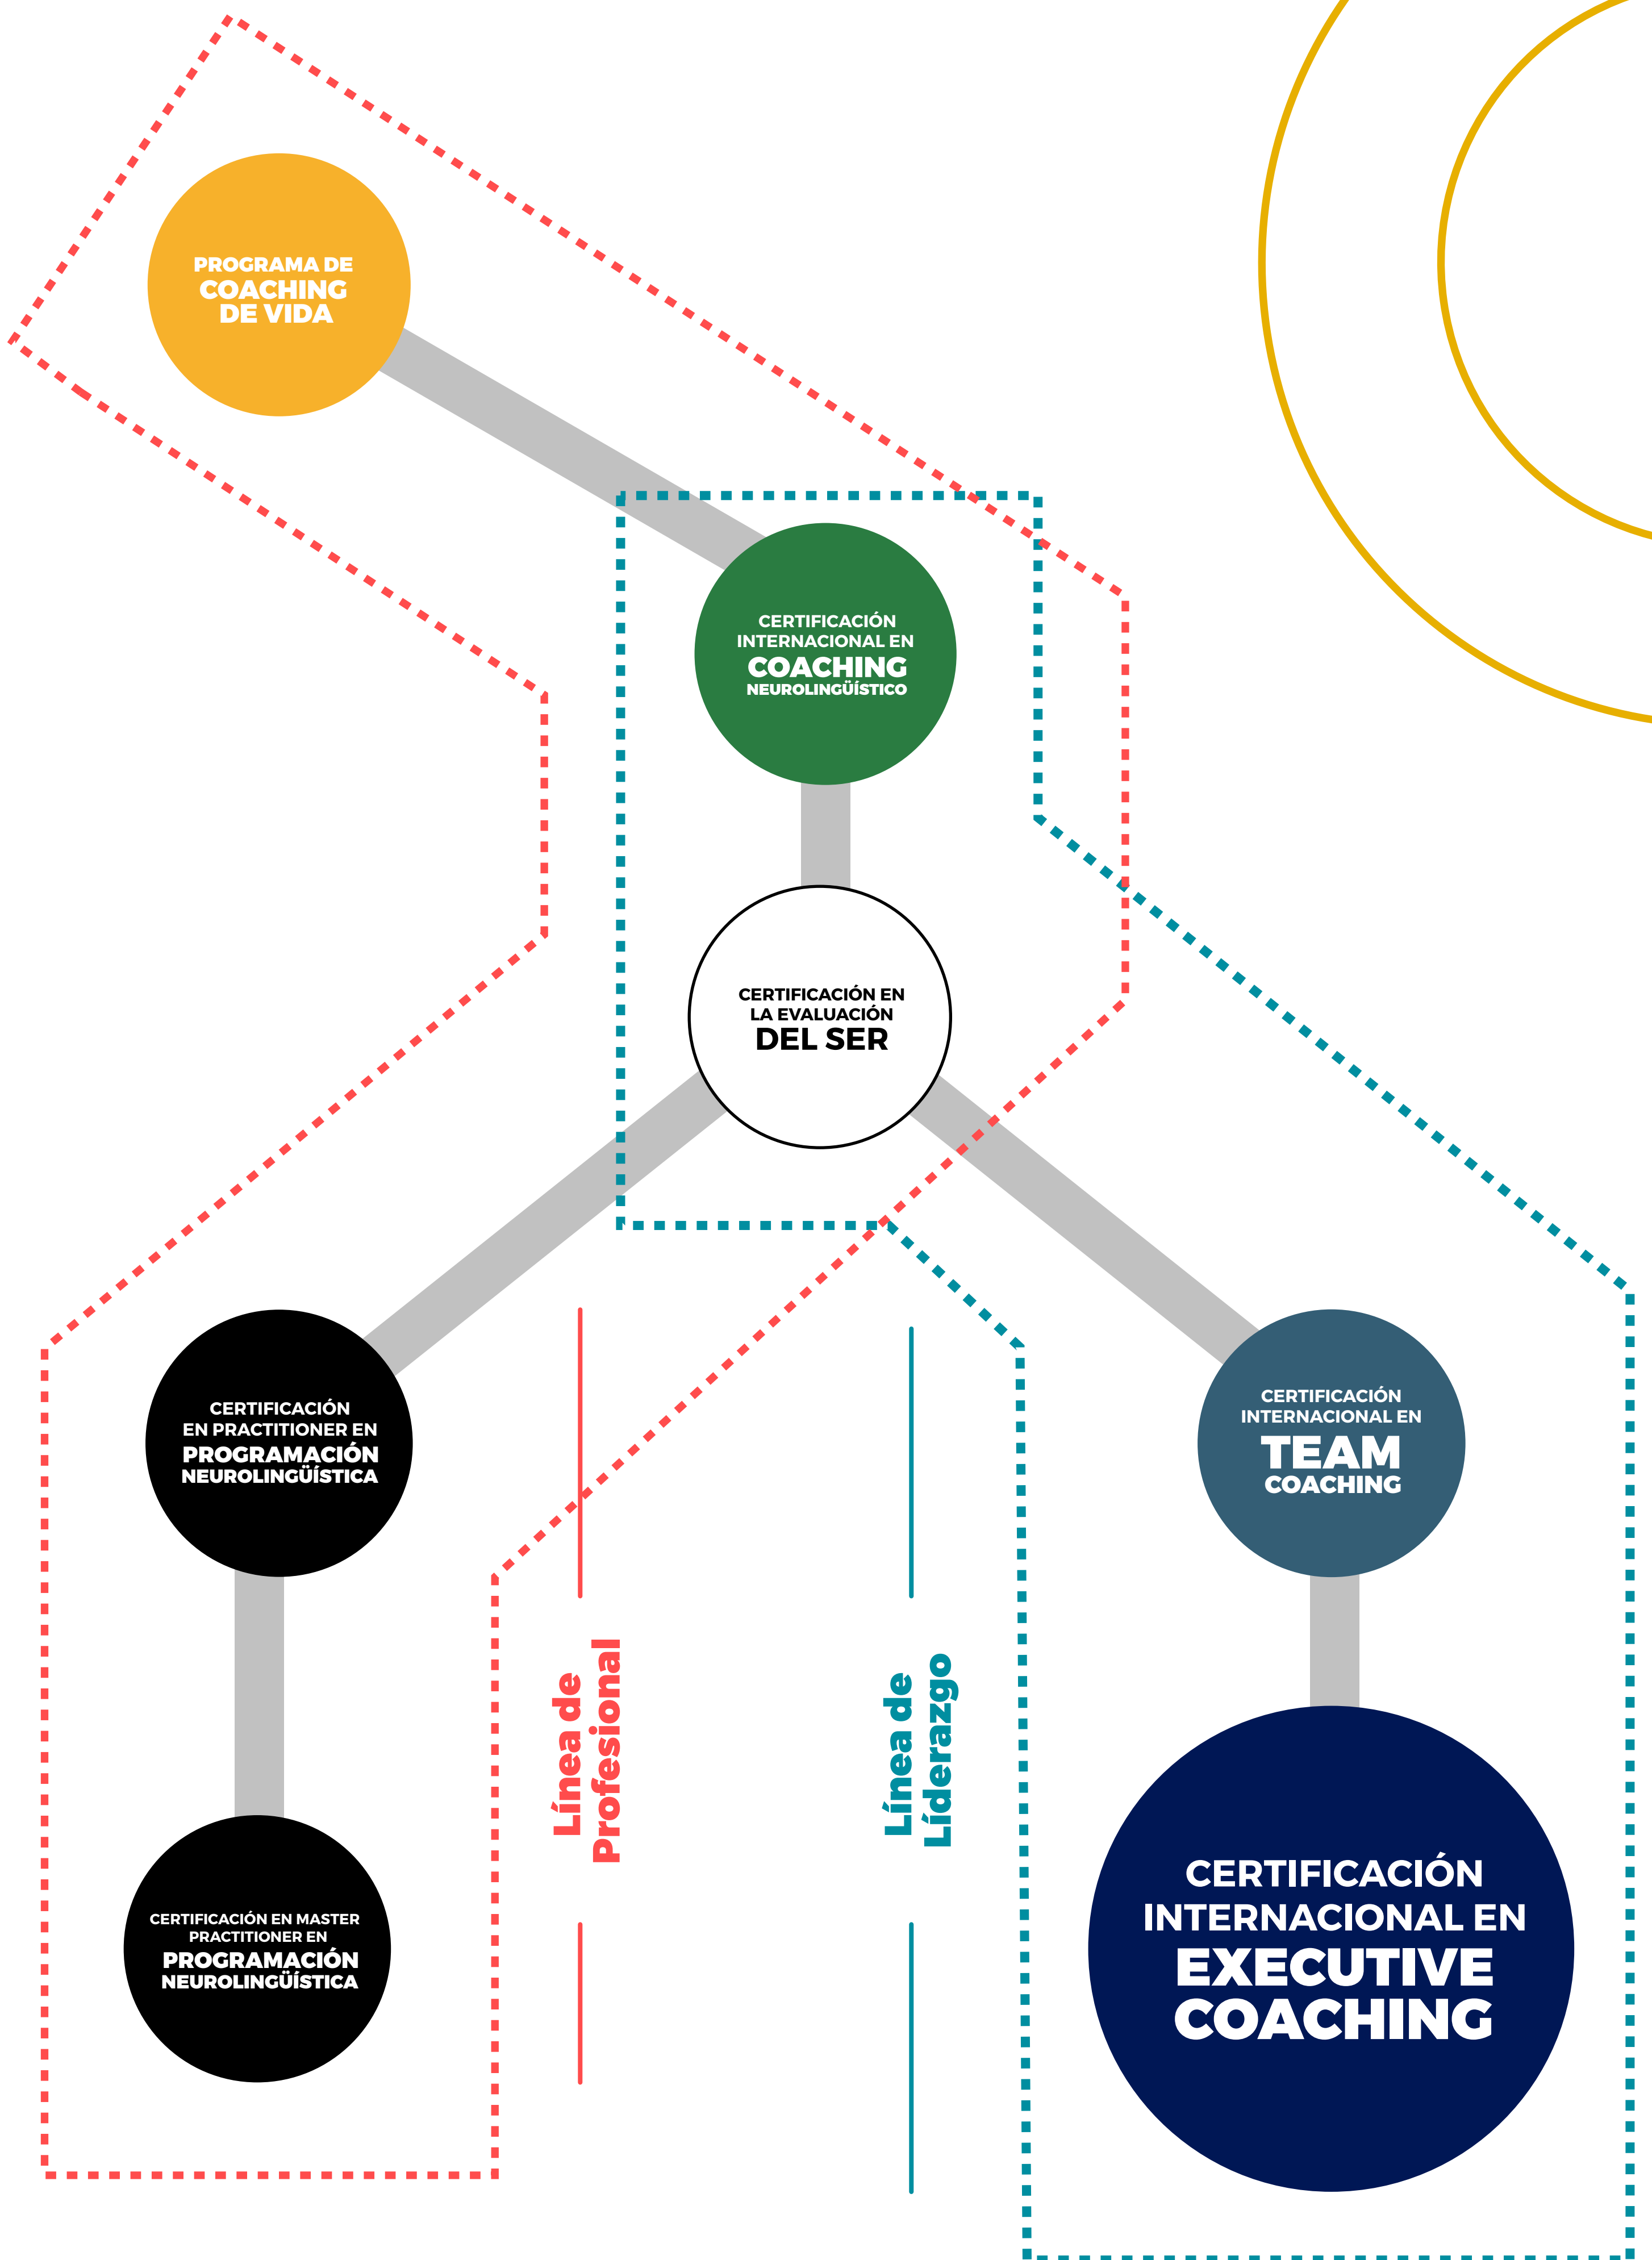 PROGRAMA DE
COACHING
DE VIDA
CERTIFICACIÓN
INTERNACIONAL EN
COACHING
NEUROLINGÜÍSTICO
CERTIFICACIÓN EN
LA EVALUACIÓN
DEL SER
CERTIFICACIÓN
EN PRACTITIONER EN
PROGRAMACIÓN
NEUROLINGÜÍSTICA
CERTIFICACIÓN
INTERNACIONAL EN
TEAM
COACHING
Línea de
Profesional
Línea de
Líderazgo
CERTIFICACIÓN EN MASTER
PRACTITIONER EN
PROGRAMACIÓN
NEUROLINGÜÍSTICA
CERTIFICACIÓN
INTERNACIONAL EN
EXECUTIVE
COACHING